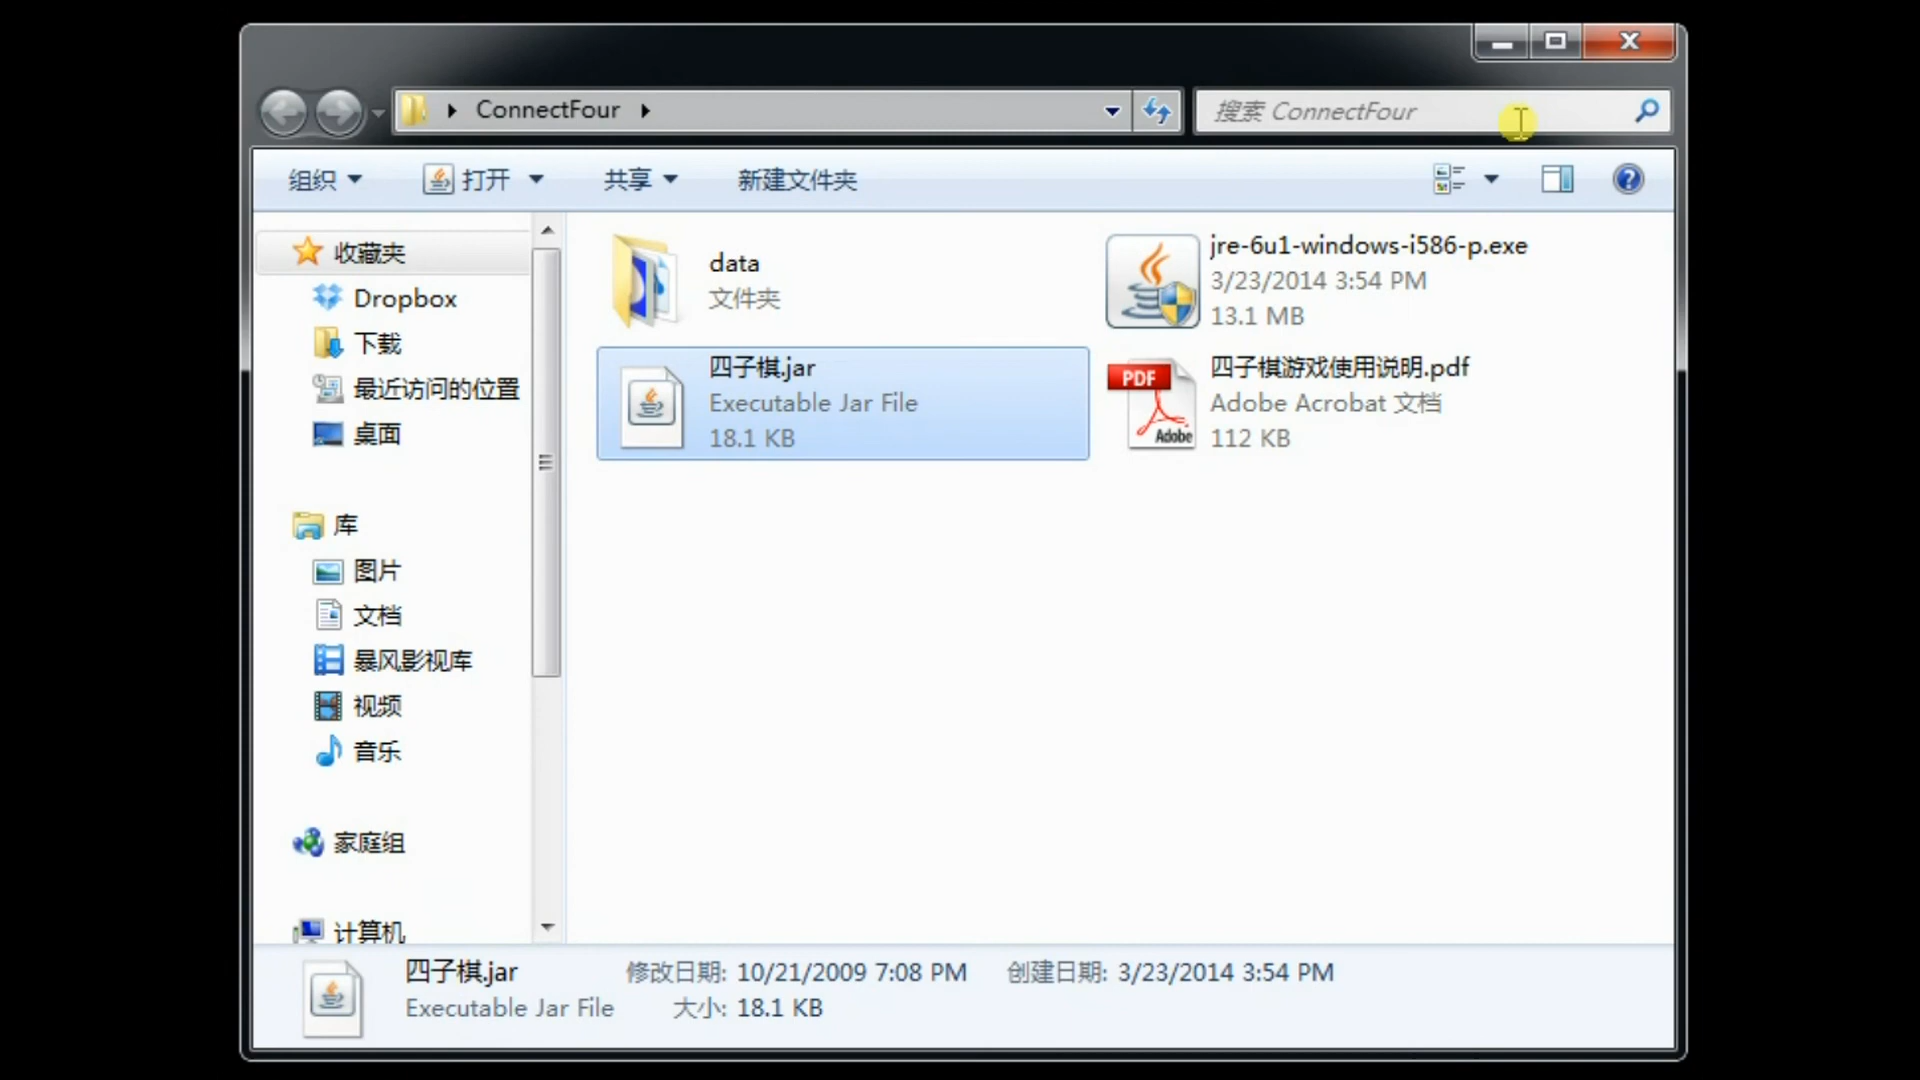 ConnectFour
搜索 ConnectFour
组织
打开
共享
新建文件夹
收藏夹
Dropbox
下载
最近访问的位置
桌面
库
图片
文档
暴风影视库
视频
音乐
家庭组
计算机
data
文件夹
jre-6u1-windows-i586-p.exe
3/23/2014 3:54 PM
13.1 MB
四子棋.jar
Executable Jar File
18.1 KB
PDF
Adobe
四子棋游戏使用说明.pdf
Adobe Acrobat 文档
112 KB
四子棋.jar
修改日期: 10/21/2009 7:08 PM
创建日期: 3/23/2014 3:54 PM
Executable Jar File
大小: 18.1 KB